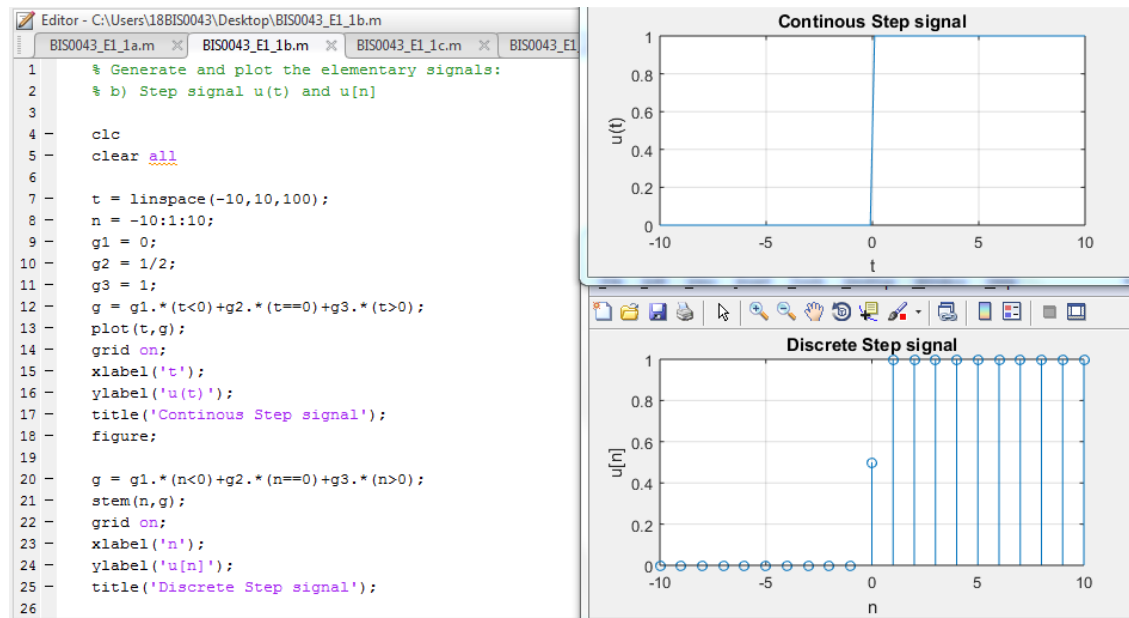 Editor - C:\Users\18BIS0043\Desktop\BIS0043_E1_1b.m
BIS0043_E1_1a.m BIS0043_E1_1b.m BIS0043_E1_1c.m BIS0043_E1
1 % Generate and plot the elementary signals:
2 % b) Step signal u(t) and u[n]
3
4 - clc
5 - clear all
6
7 - t = linspace(-10,10,100);
8 - n = -10:1:10;
9 - g1 = 0;
10 - g2 = 1/2;
11 - g3 = 1;
12 - g = g1.*(t<0)+g2.*(t==0)+g3.*(t>0);
13 - plot(t,g);
14 - grid on;
15 - xlabel('t');
16 - ylabel('u(t)');
17 - title('Continous Step signal');
18 - figure;
19
20 - g = g1.*(n<0)+g2.*(n==0)+g3.*(n>0);
21 - stem(n,g);
22 - grid on;
23 - xlabel('n');
24 - ylabel('u[n]');
25 - title('Discrete Step signal');
26
Continous Step signal
1
0.8
0.6
0.4
0.2
0
u(t)
-10 -5 0 5 10
t
Discrete Step signal
1
0.8
0.6
0.4
0.2
0
u[n]
-10 -5 0 5 10
n